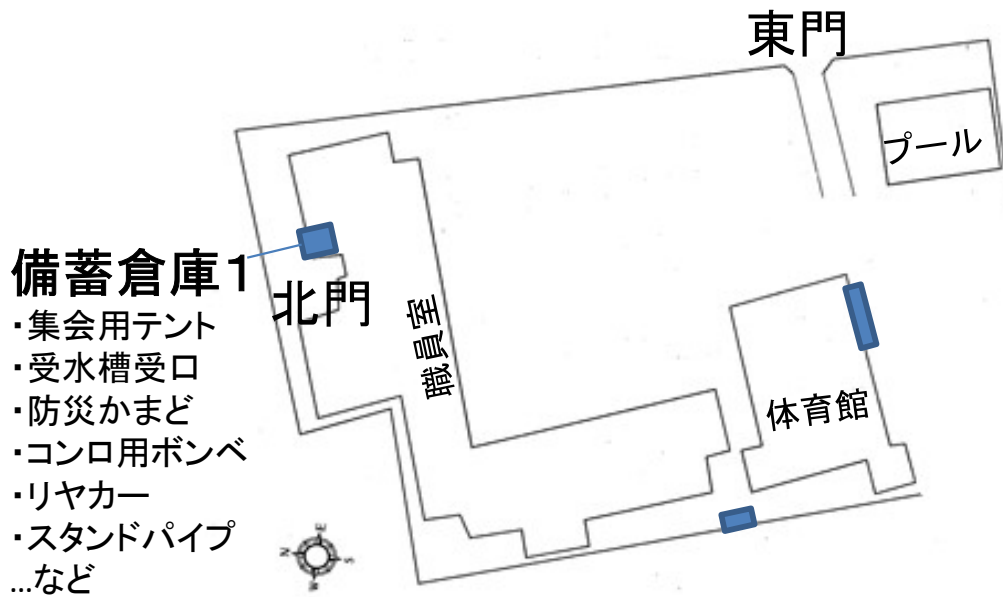 東門
プール
備蓄倉庫1
北門
・集会用テント
・受水槽受口
・防災かまど
・コンロ用ボンベ
・リヤカー
・スタンドパイプ
...など
職員室
体育館
N
E
S
W